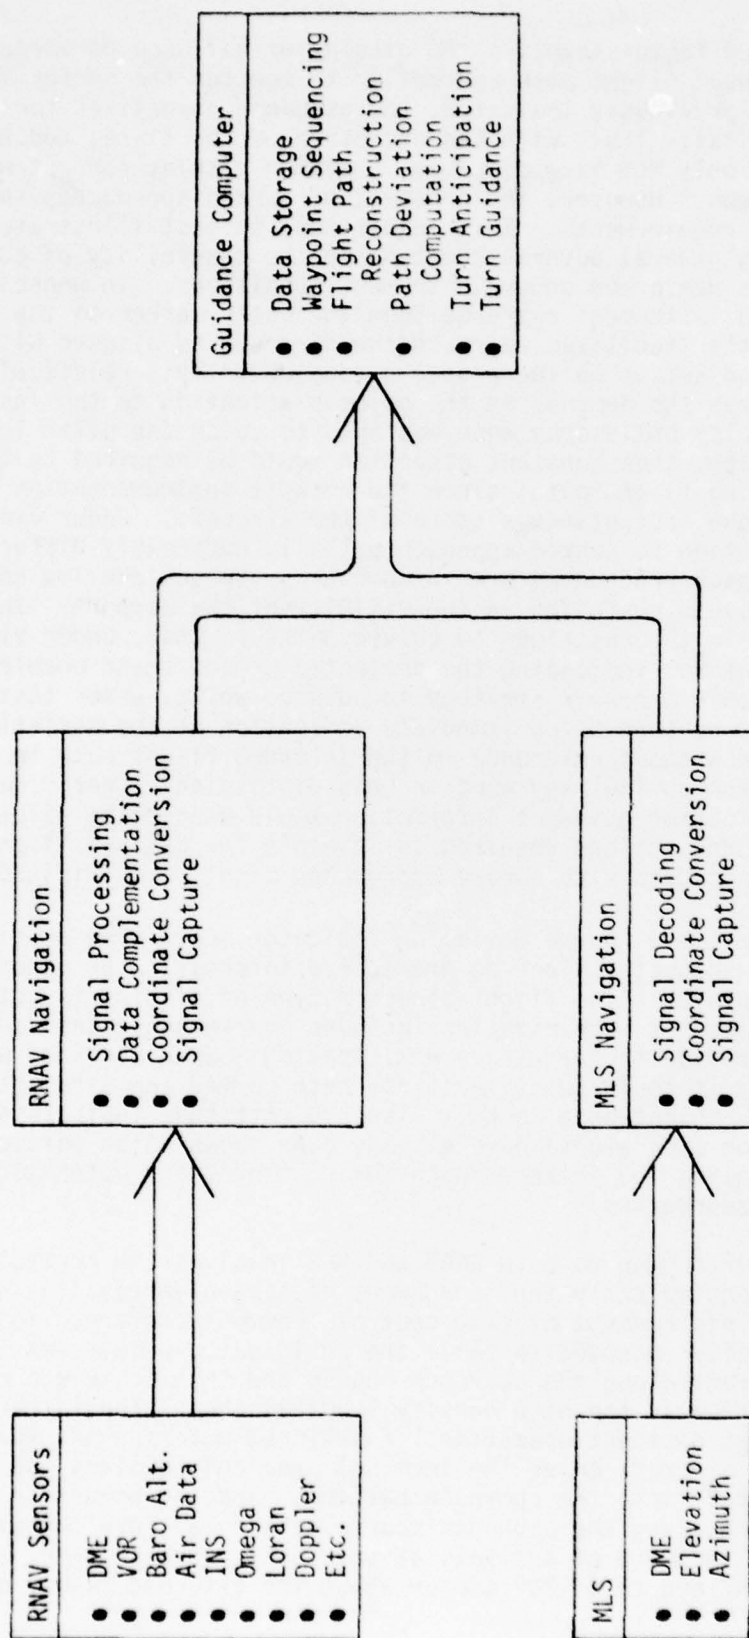 RNAV Sensors
● DME
● VOR
● Baro Alt.
● Air Data
● INS
● Omega
● Loran
● Doppler
● Etc.
RNAV Navigation
● Signal Processing
● Data Complementation
● Coordinate Conversion
● Signal Capture
Guidance Computer
● Data Storage
● Waypoint Sequencing
● Flight Path
Reconstruction
● Path Deviation
Computation
● Turn Anticipation
● Turn Guidance
MLS
● DME
● Elevation
● Azimuth
MLS Navigation
● Signal Decoding
● Coordinate Conversion
● Signal Capture